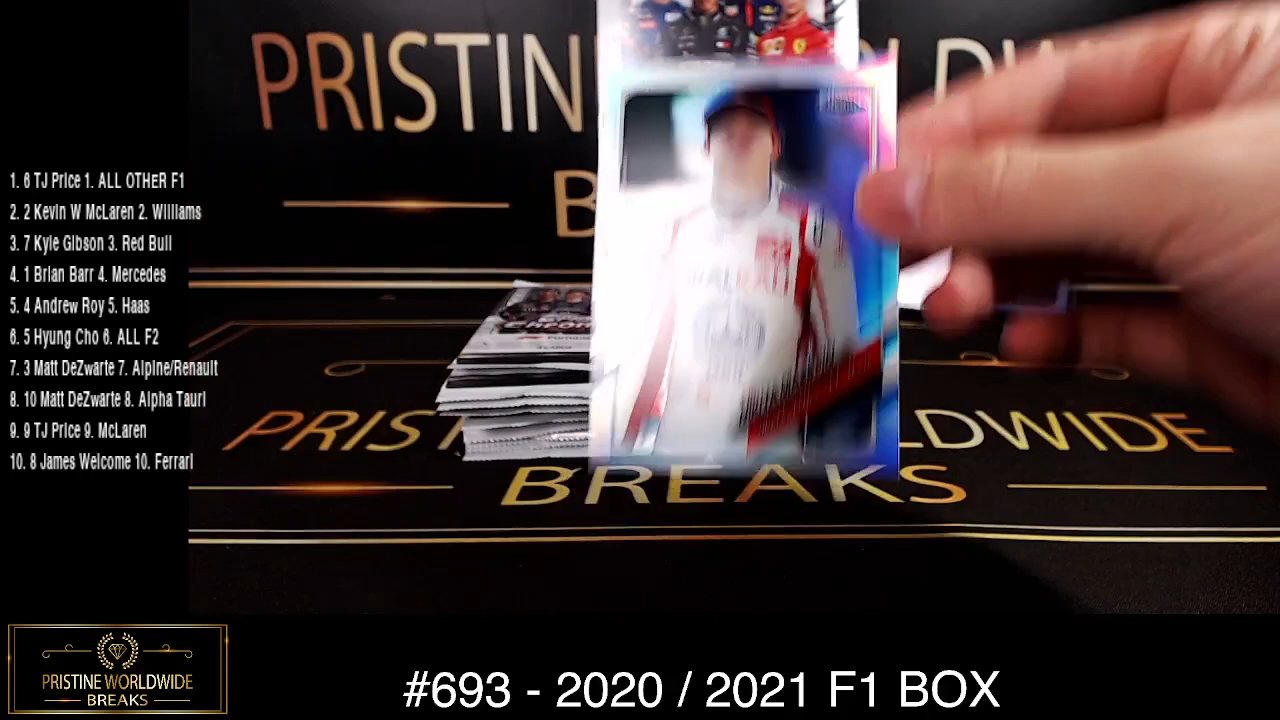 PRISTINE WORLDWIDE
1. 6 TJ Price 1. ALL OTHER F1
2. 2 Kevin W McLaren 2. Williams
3. 7 Kyle Gibson 3. Red Bull
4. 1 Brian Barr 4. Mercedes
5. 4 Andrew Roy 5. Haas
6. 5 Hyung Cho 6. ALL F2
7. 3 Matt DeZwarte 7. Alpine/Renault
8. 10 Matt DeZwarte 8. Alpha Tauri
9. 9 TJ Price 9. McLaren
10. 8 James Welcome 10. Ferrari
PRISTINE WORLDWIDE
BREAKS
PRISTINE WORLDWIDE
BREAKS
#693 - 2020 / 2021 F1 BOX